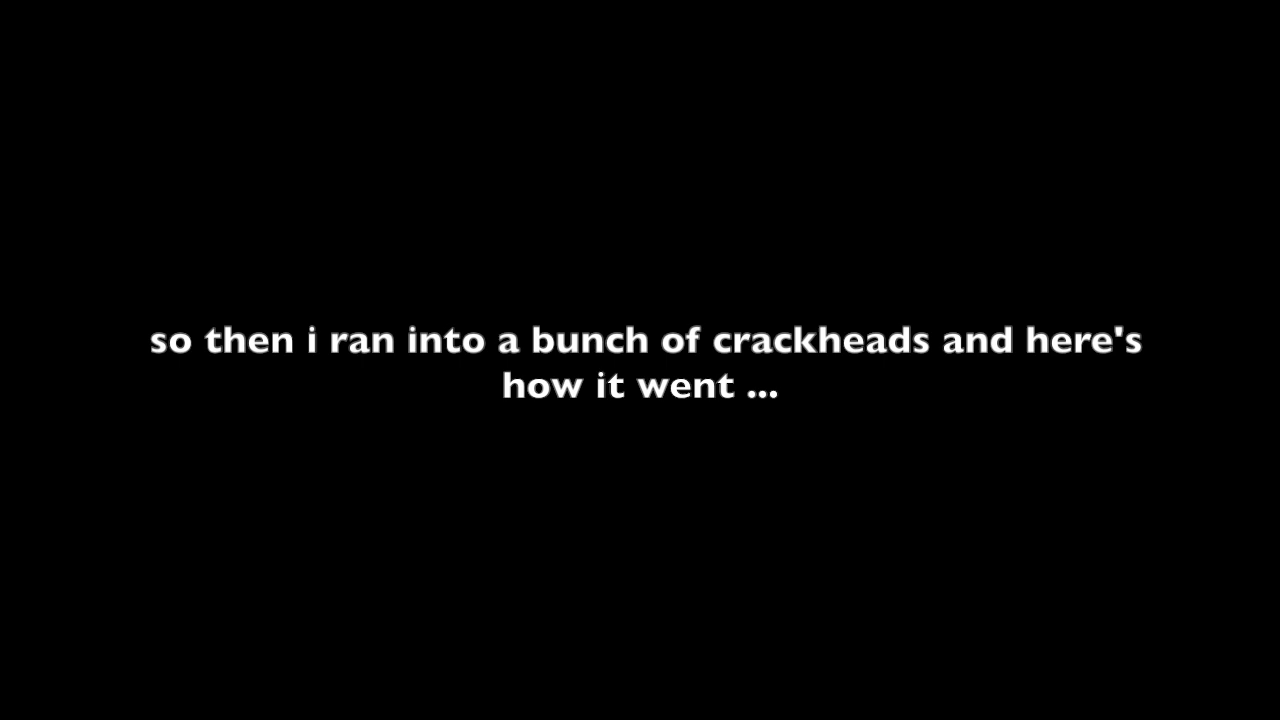 so then i ran into a bunch of crackheads and here's
how it went ...